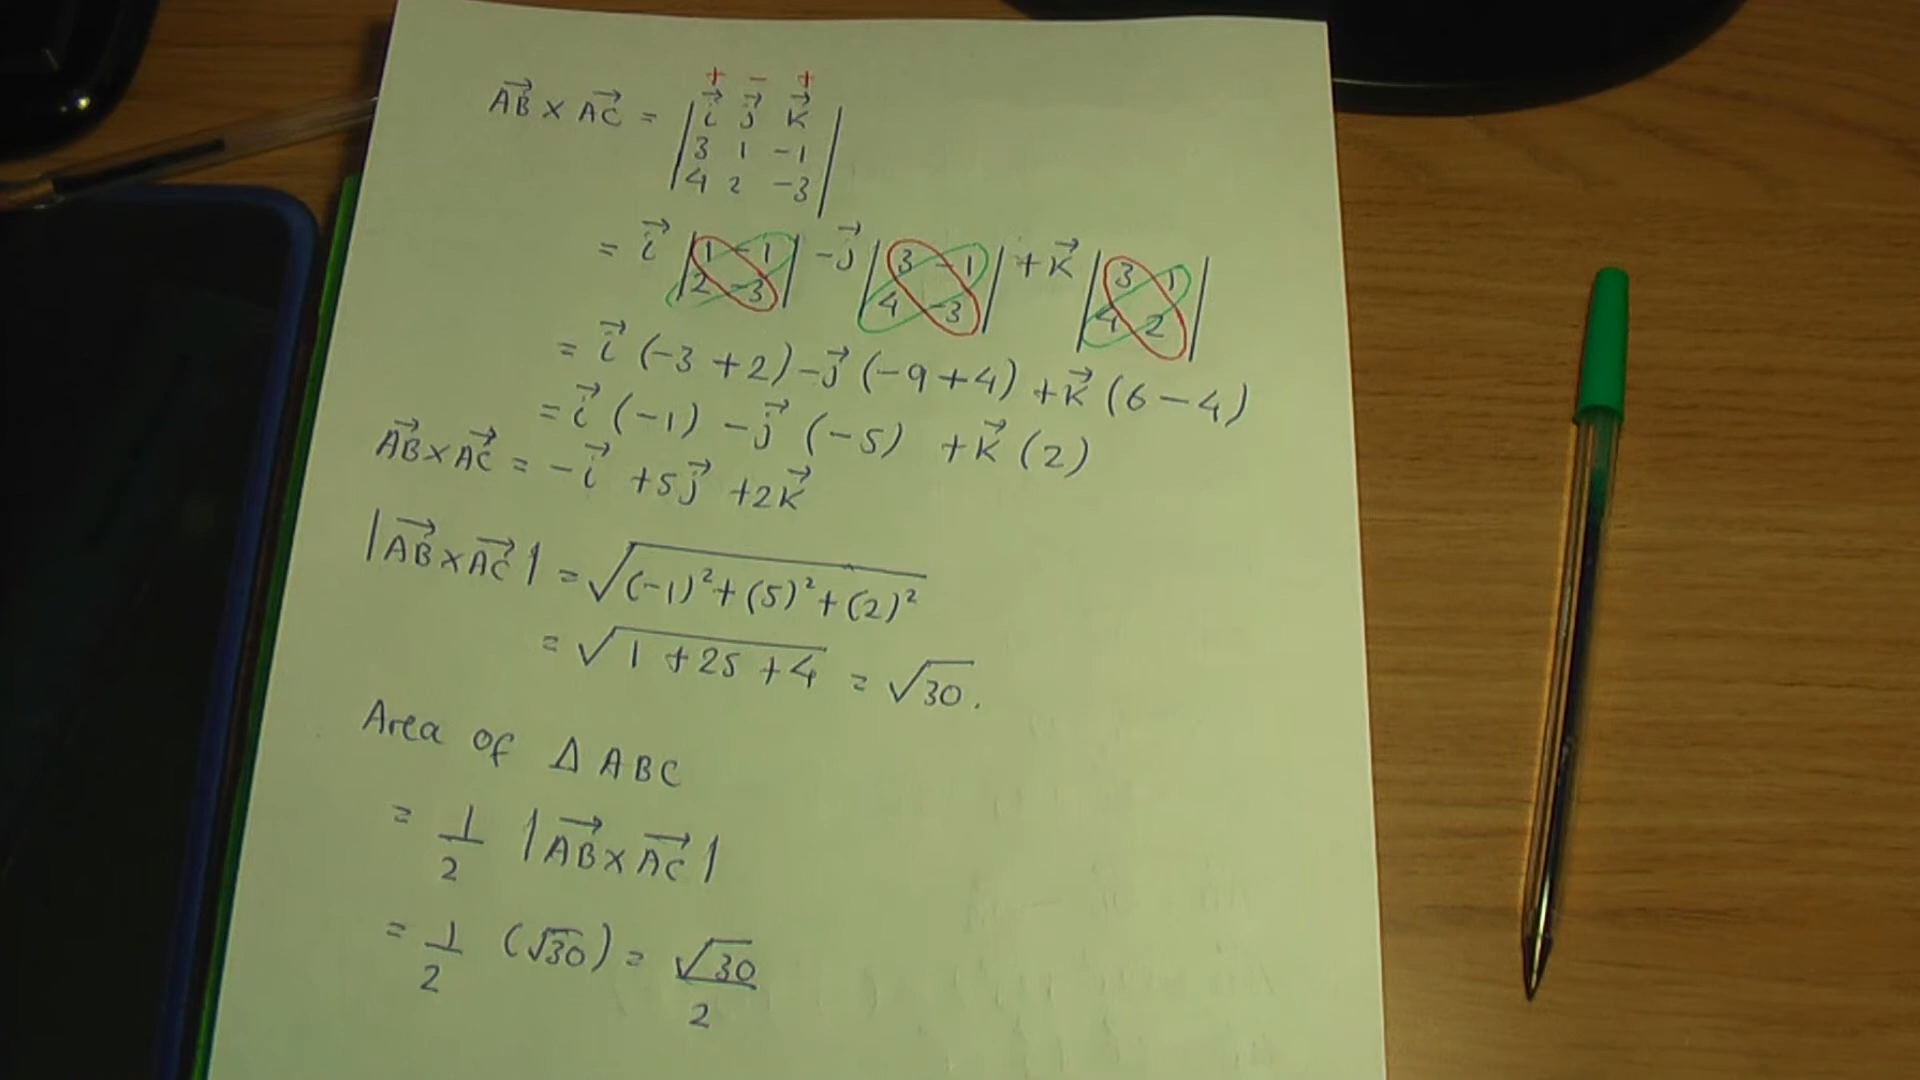 + - +
AB⃗ × AC⃗ = | i⃗ j⃗ k⃗ |
| 3 1 -1 |
| 4 2 -3 |
= i⃗ | 1 -1 | -j⃗ | 3 -1 | +k⃗ | 3 1 |
| 2 -3 | | 4 -3 | | 4 2 |
= i⃗ (-3 +2) -j⃗ (-9+4) +k⃗ (6-4)
= i⃗ (-1) -j⃗ (-5) +k⃗ (2)
AB⃗ × AC⃗ = -i⃗ +5j⃗ +2k⃗
|AB⃗ × AC⃗| = √((-1)²+(5)²+(2)²)
= √(1 +25 +4) = √30.
Area of Δ ABC
= 1/2 |AB⃗ × AC⃗|
= 1/2 (√30) = √30/2